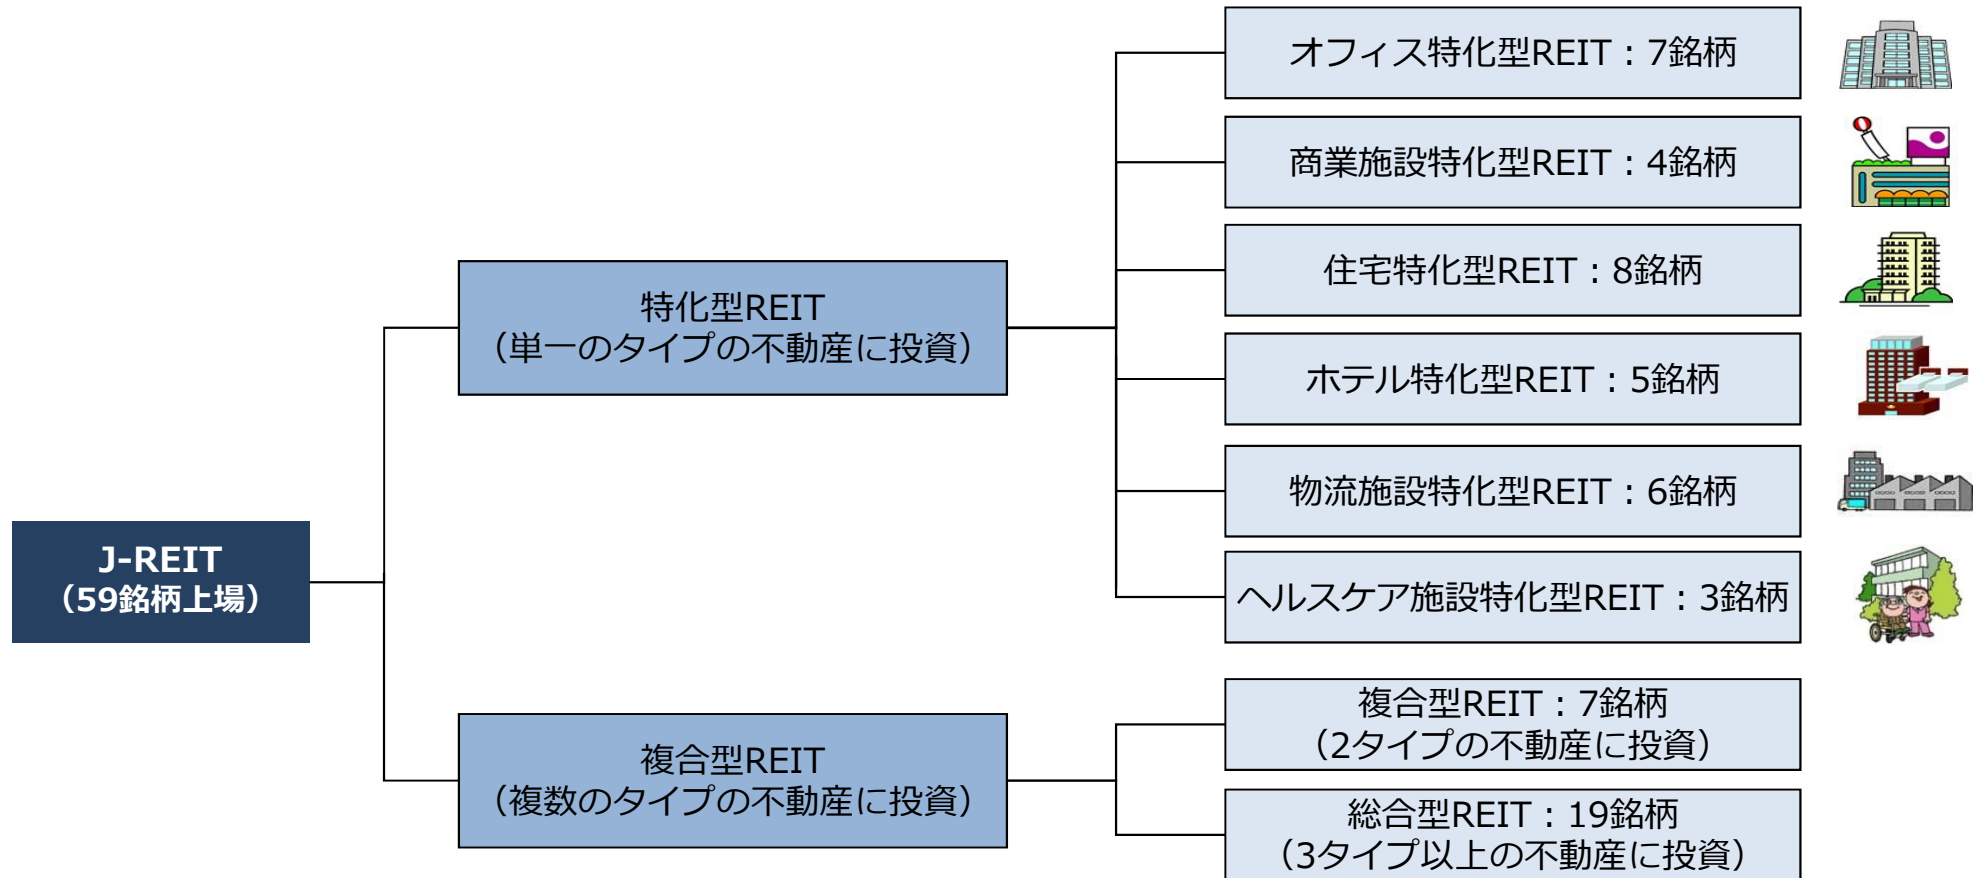 オフィス特化型REIT：7銘柄
商業施設特化型REIT：4銘柄
住宅特化型REIT：8銘柄
特化型REIT
（単一のタイプの不動産に投資）
ホテル特化型REIT：5銘柄
物流施設特化型REIT：6銘柄
J-REIT
（59銘柄上場）
ヘルスケア施設特化型REIT：3銘柄
複合型REIT
（複数のタイプの不動産に投資）
複合型REIT：7銘柄
（2タイプの不動産に投資）
総合型REIT：19銘柄
（3タイプ以上の不動産に投資）